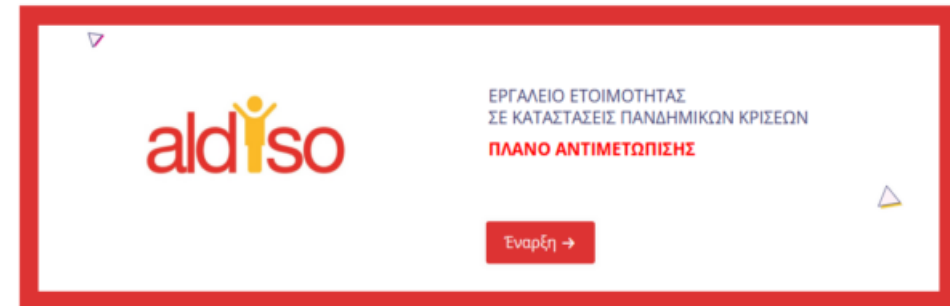 aldiso
ΕΡΓΑΛΕΙΟ ΕΤΟΙΜΟΤΗΤΑΣ
ΣΕ ΚΑΤΑΣΤΑΣΕΙΣ ΠΑΝΔΗΜΙΚΩΝ ΚΡΙΣΕΩΝ
ΠΛΑΝΟ ΑΝΤΙΜΕΤΩΠΙΣΗΣ
Έναρξη →